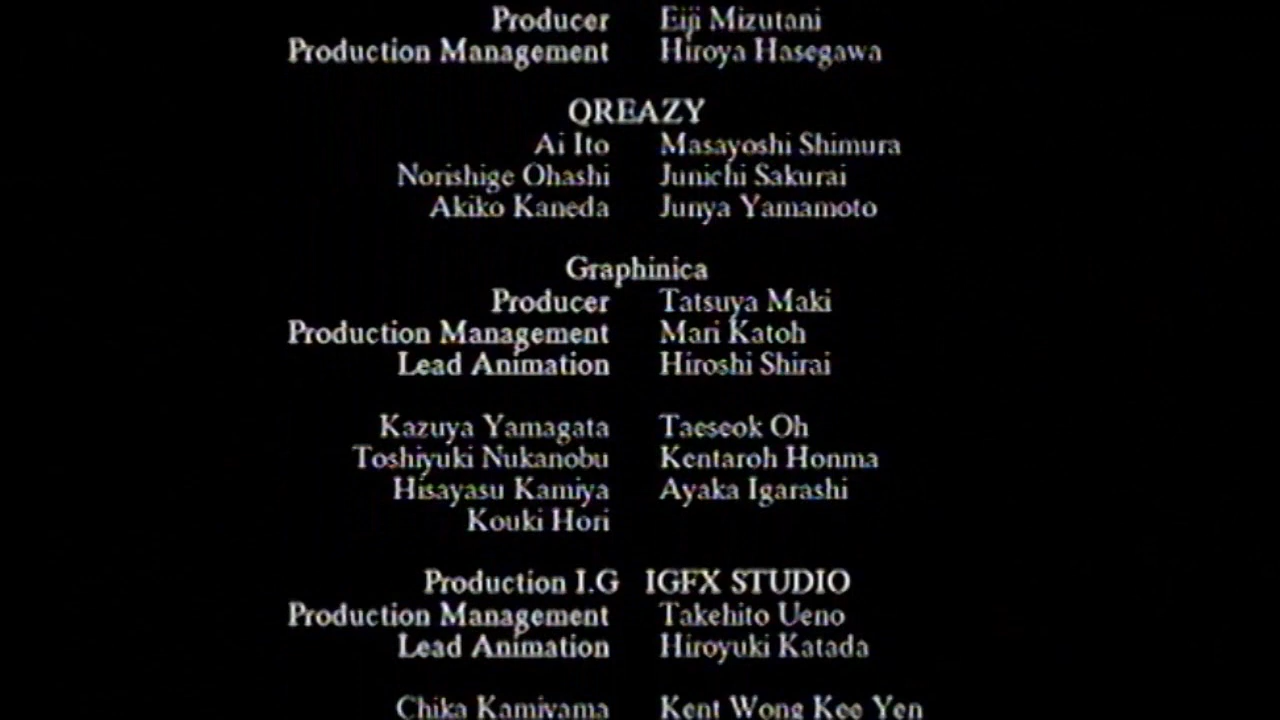 Producer Eiji Mizutani
Production Management Hiroya Hasegawa
QREAZY
Ai Ito Masayoshi Shimura
Norishige Ohashi Junichi Sakurai
Akiko Kaneda Junya Yamamoto
Graphinica
Producer Tatsuya Maki
Production Management Mari Katoh
Lead Animation Hiroshi Shirai
Kazuya Yamagata Taeseok Oh
Toshiyuki Nukanobu Kentaroh Honma
Hisayasu Kamiya Ayaka Igarashi
Kouki Hori
Production I.G IGFX STUDIO
Production Management Takehito Ueno
Lead Animation Hiroyuki Katada
Chika Kamiyama Kent Wong Kee Yen